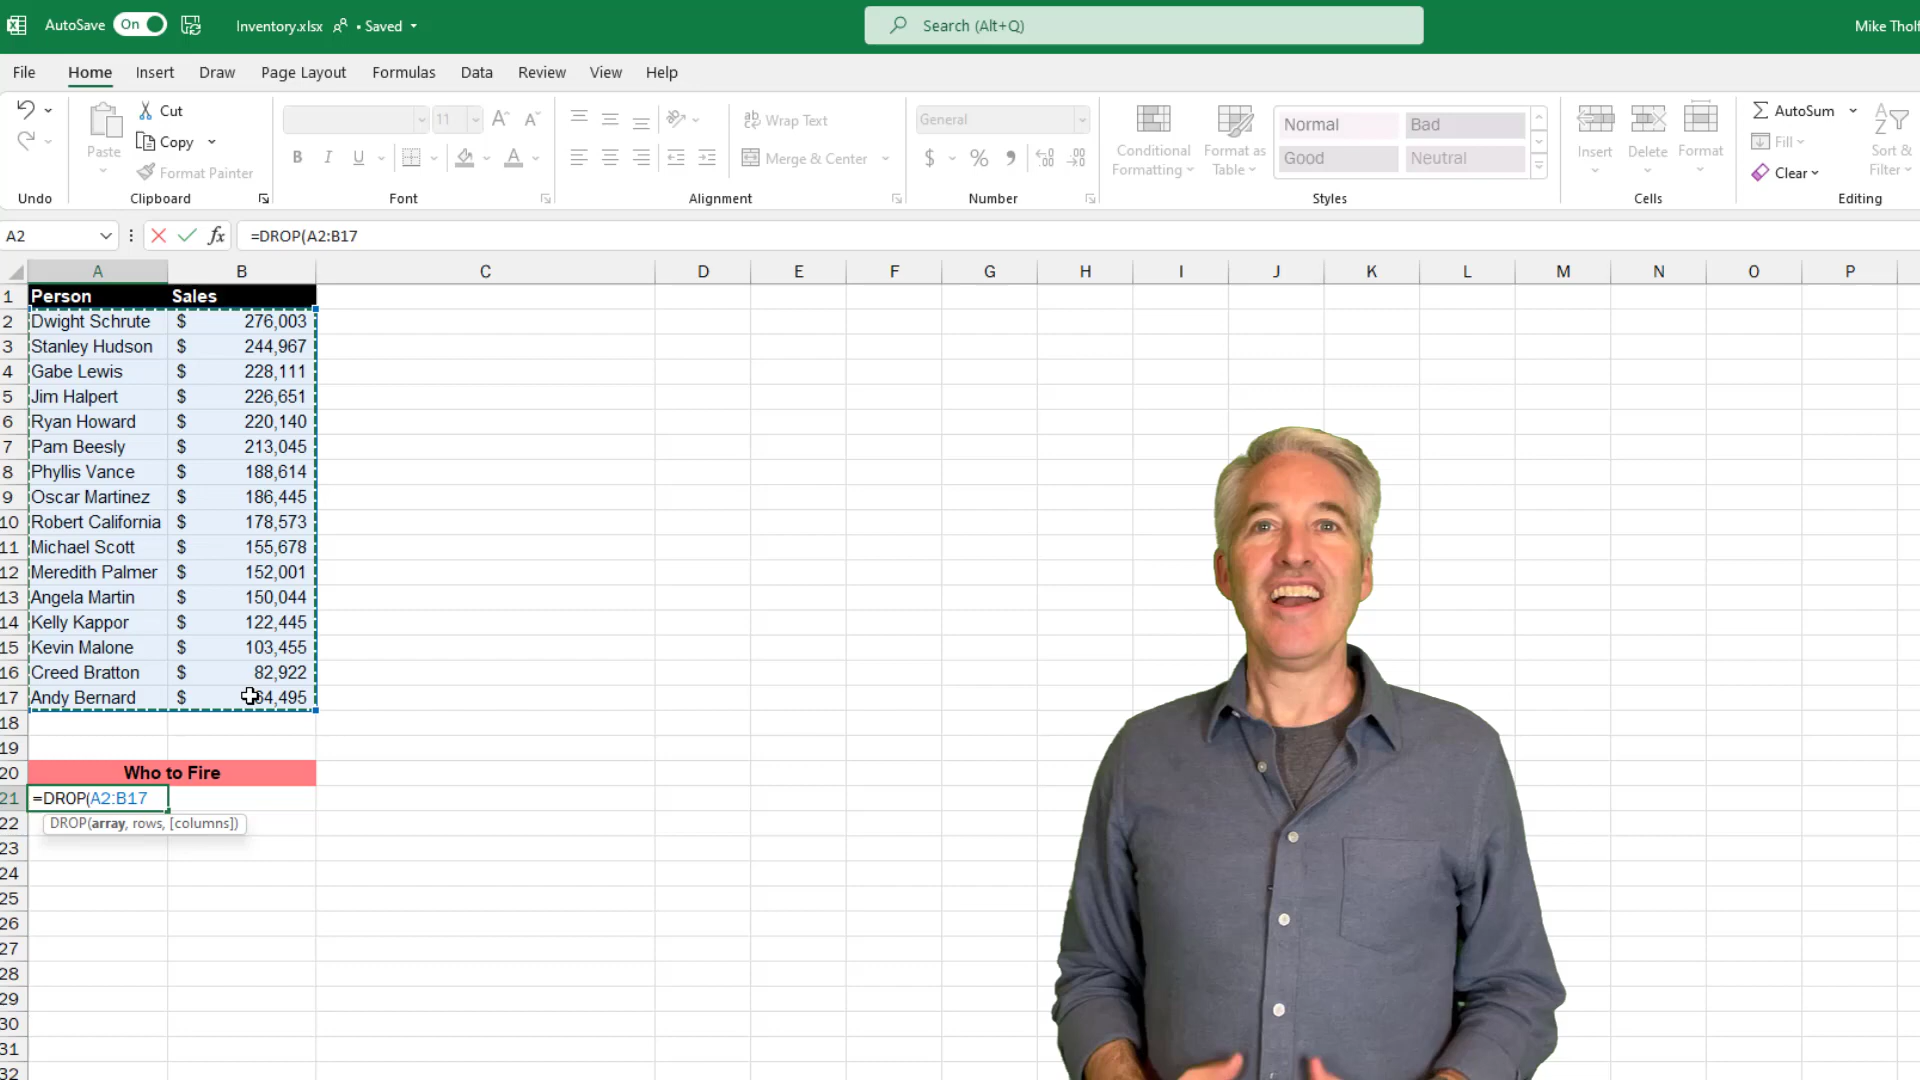 AutoSave On Inventory.xlsx • Saved Search (Alt+Q)
File Home Insert Draw Page Layout Formulas Data Review View Help
Cut
Copy
Paste Format Painter
11
Wrap Text
Merge & Center
General
$ %
Conditional Formatting
Format as Table
Normal Bad
Good Neutral
Insert Delete Format
AutoSum
Fill
Clear
Sort & Filter
Undo Clipboard Font Alignment Number Styles Cells Editing
A2 fx =DROP(A2:B17
A B C D E F G H I J K L M N O P
1 Person Sales
2 Dwight Schrute $ 276,003
3 Stanley Hudson $ 244,967
4 Gabe Lewis $ 228,111
5 Jim Halpert $ 226,651
6 Ryan Howard $ 220,140
7 Pam Beesly $ 213,045
8 Phyllis Vance $ 188,614
9 Oscar Martinez $ 186,445
10 Robert California $ 178,573
11 Michael Scott $ 155,678
12 Meredith Palmer $ 152,001
13 Angela Martin $ 150,044
14 Kelly Kappor $ 122,445
15 Kevin Malone $ 103,455
16 Creed Bratton $ 82,922
17 Andy Bernard $ 64,495
18
19
20 Who to Fire
21 =DROP(A2:B17
22 DROP(array, rows, [columns])
23
24
25
26
27
28
29
30
31
32